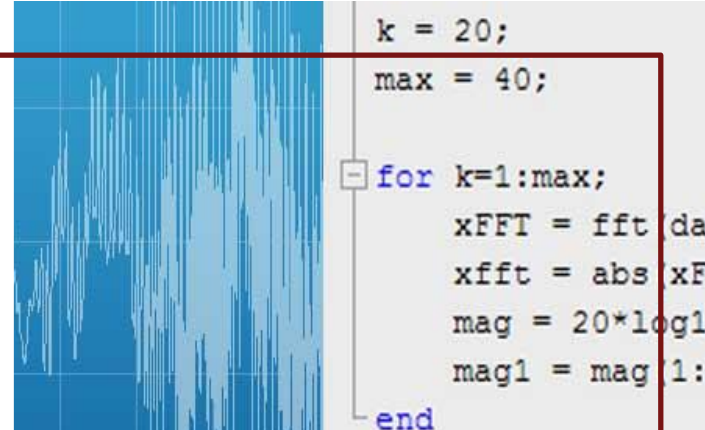 k = 20;
max = 40;
for k=1:max;
xFFT = fft(da
xfft = abs(xF
mag = 20*log1
mag1 = mag(1:
end